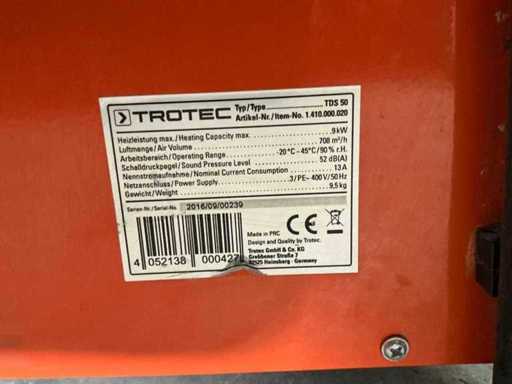 TROTEC
Typ/Type TDS 50
Artikel-Nr./Item-No. 1.410.000.020
Heizleistung max./Heating Capacity max. 9 kW
Luftmenge/Air Volume 708 m³/h
Arbeitsbereich/Operating Range -20°C – 45°C/90% r.H.
Schalldruckpegel/Sound Pressure Level 52 dB(A)
Nennstromaufnahme/Nominal Current Consumption 13 A
Netzanschluss/Power Supply 3/PE~ 400 V/50 Hz
Gewicht/Weight 9,5 kg
Serien-Nr./Serial-No. 2016/09/00239
4 052138 000427
CE
Made in PRC
Design and Quality by Trotec.
Trotec GmbH & Co. KG
Grebbener Straße 7
52525 Heinsberg - Germany